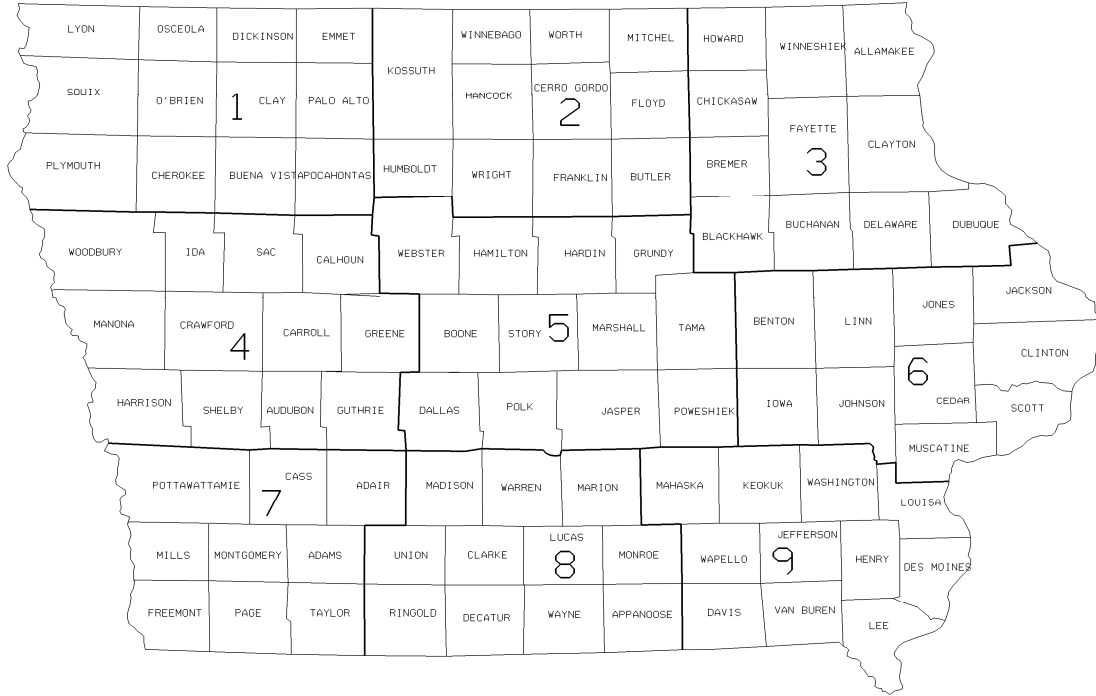 LYON
OSCEOLA
DICKINSON
EMMET
KOSSUTH
WINNEBAGO
WORTH
MITCHEL
HOWARD
WINNESHIEK
ALLAMAKEE
SOUIX
O'BRIEN
1
CLAY
PALO ALTO
HANCOCK
CERRO GORDO
2
FLOYD
CHICKASAW
FAYETTE
3
CLAYTON
PLYMOUTH
CHEROKEE
BUENA VISTA
POCAHONTAS
HUMBOLDT
WRIGHT
FRANKLIN
BUTLER
BREMER
WOODBURY
IDA
SAC
CALHOUN
WEBSTER
HAMILTON
HARDIN
GRUNDY
BLACKHAWK
BUCHANAN
DELAWARE
DUBUQUE
MANONA
CRAWFORD
4
CARROLL
GREENE
BOONE
STORY
5
MARSHALL
TAMA
BENTON
LINN
JONES
JACKSON
CLINTON
6
CEDAR
SCOTT
HARRISON
SHELBY
AUDUBON
GUTHRIE
DALLAS
POLK
JASPER
POWESHIEK
IOWA
JOHNSON
MUSCATINE
POTTAWATTAMIE
CASS
7
ADAIR
MADISON
WARREN
MARION
MAHASKA
KEOKUK
WASHINGTON
LOUISA
MILLS
MONTGOMERY
ADAMS
UNION
CLARKE
LUCAS
8
MONROE
WAPELLO
JEFFERSON
9
HENRY
DES MOINES
FREEMONT
PAGE
TAYLOR
RINGOLD
DECATUR
WAYNE
APPANOOSE
DAVIS
VAN BUREN
LEE